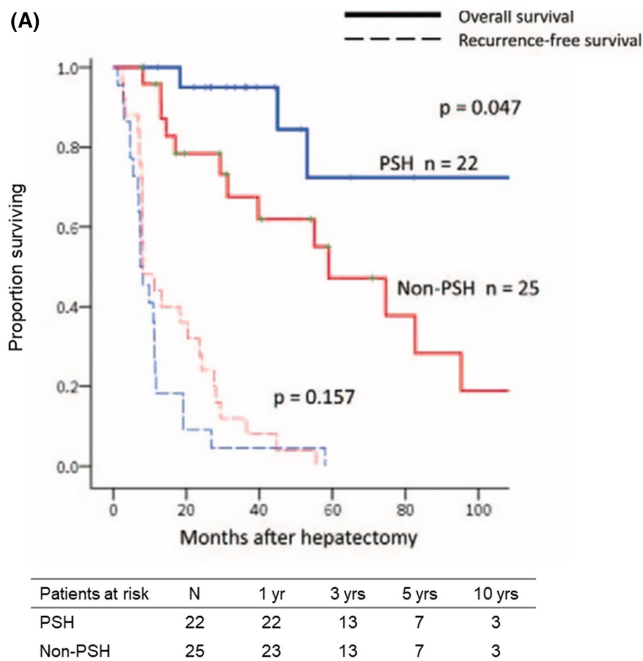 (A)
Overall survival
Recurrence-free survival
1.0
p = 0.047
0.8
PSH n = 22
0.6
Proportion surviving
Non-PSH n = 25
0.4
0.2
p = 0.157
0.0
0 20 40 60 80 100
Months after hepatectomy
Patients at risk N 1 yr 3 yrs 5 yrs 10 yrs
PSH 22 22 13 7 3
Non-PSH 25 23 13 7 3